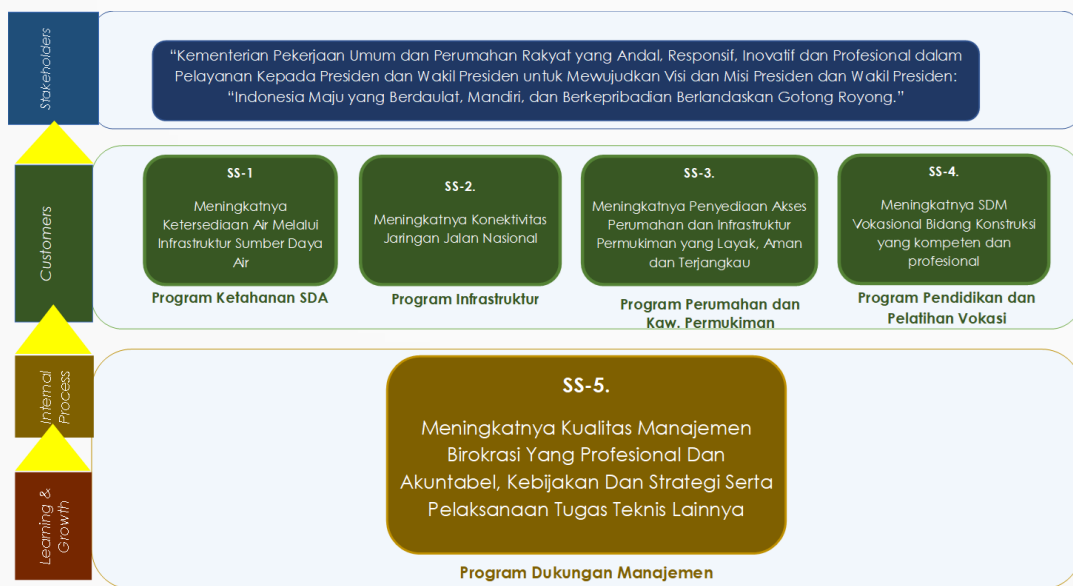 Stakeholders
“Kementerian Pekerjaan Umum dan Perumahan Rakyat yang Andal, Responsif, Inovatif dan Profesional dalam
Pelayanan Kepada Presiden dan Wakil Presiden untuk Mewujudkan Visi dan Misi Presiden dan Wakil Presiden:
“Indonesia Maju yang Berdaulat, Mandiri, dan Berkepribadian Berlandaskan Gotong Royong.”
Customers
SS-1
Meningkatnya
Ketersediaan Air Melalui
Infrastruktur Sumber Daya
Air
Program Ketahanan SDA
SS-2.
Meningkatnya Konektivitas
Jaringan Jalan Nasional
Program Infrastruktur
SS-3.
Meningkatnya Penyediaan Akses
Perumahan dan Infrastruktur
Permukiman yang Layak, Aman
dan Terjangkau
Program Perumahan dan
Kaw. Permukiman
SS-4.
Meningkatnya SDM
Vokasional Bidang Konstruksi
yang kompeten dan
profesional
Program Pendidikan dan
Pelatihan Vokasi
Internal
Process
Learning &
Growth
SS-5.
Meningkatnya Kualitas Manajemen
Birokrasi Yang Profesional Dan
Akuntabel, Kebijakan Dan Strategi Serta
Pelaksanaan Tugas Teknis Lainnya
Program Dukungan Manajemen